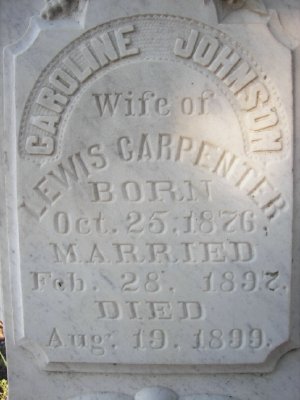 CAROLINE JOHNSON
Wife of
LEWIS CARPENTER
BORN
Oct. 25. 1876.
MARRIED
Feb. 28. 1897.
DIED
Aug. 19. 1899.